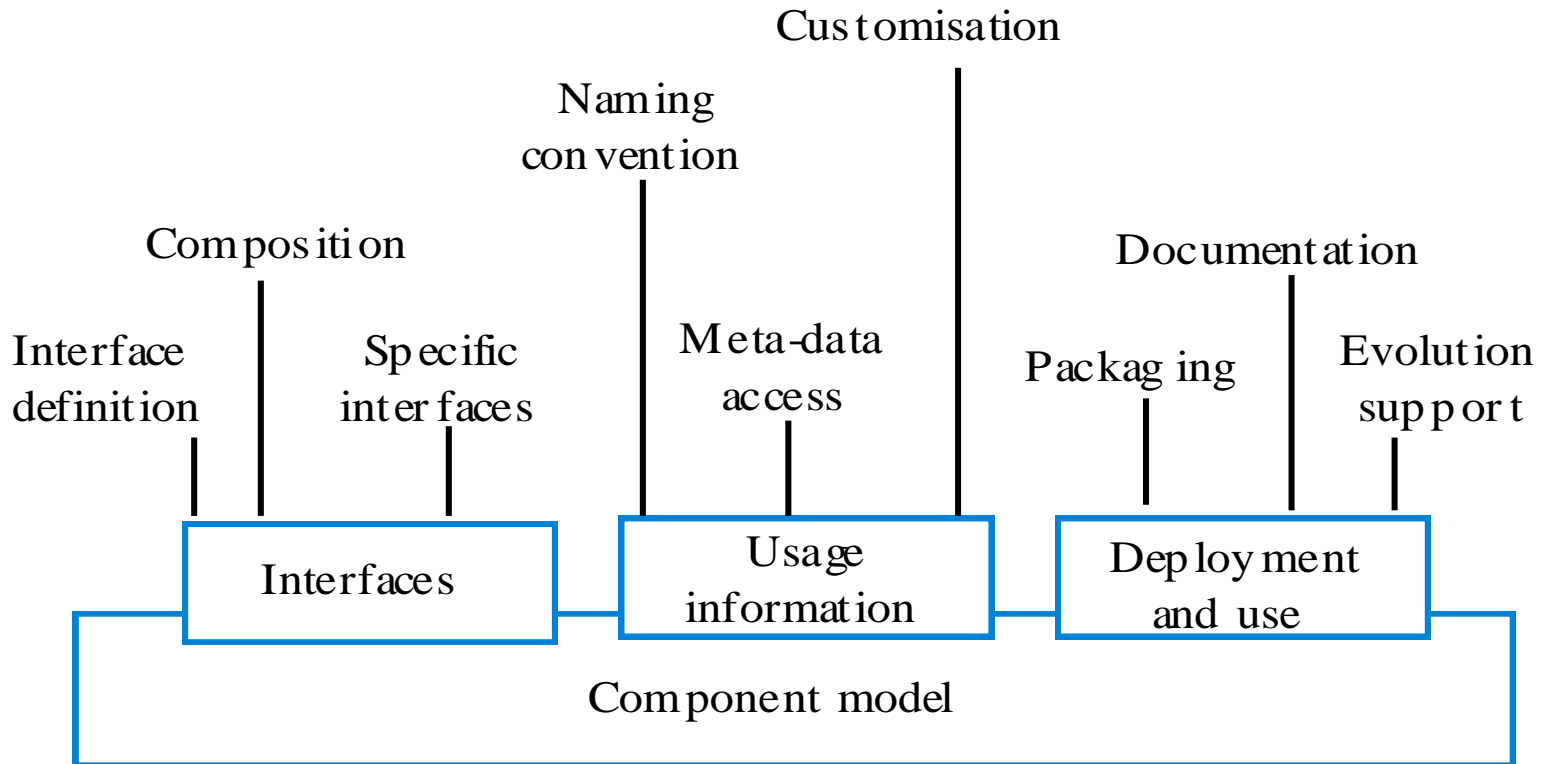 Customisation
Naming
convention
Composition
Documentation
Interface
definition
Specific
interfaces
Meta-data
access
Packaging
Evolution
support
Interfaces
Usage
information
Deployment
and use
Component model